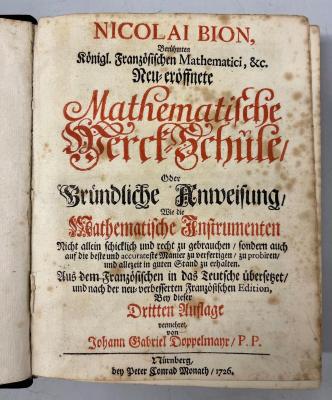 NICOLAI BION,
Berühmten
Königl. Französischen Mathematici, &c.
Neu-eröffnete
Mathematische
Werck-Schule/
Oder
Gründliche Anweisung/
Wie die
Mathematische Instrumenten
Nicht allein schicklich und recht zu gebrauchen/ sondern auch
auf die beste und accurateste Manier zu verfertigen/ zu probiren/
und allezeit in guten Stand zu erhalten.
Aus dem Französischen in das Teutsche übersetzet/
und nach der neu-verbesserten Französischen Edition,
Bey dieser
Dritten Auflage
vermehret,
von
Johann Gabriel Doppelmayr/ P. P.
Nürnberg,
bey Peter Conrad Monath/ 1726.